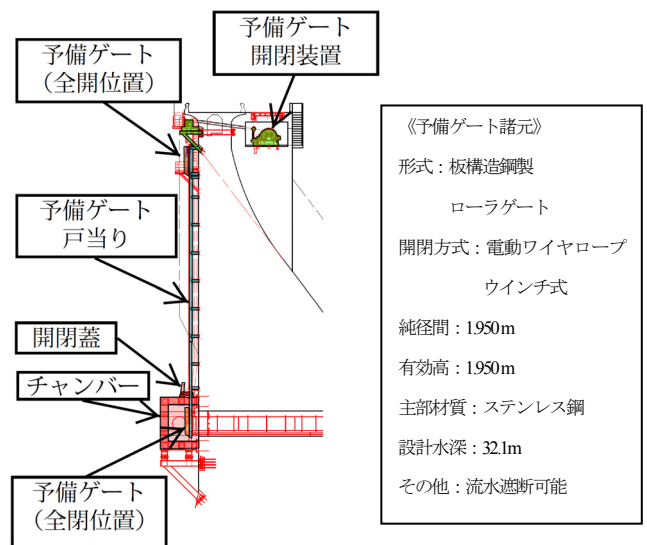 予備ゲート
（全開位置）
予備ゲート
開閉装置
予備ゲート
戸当り
開閉蓋
チャンバー
予備ゲート
（全閉位置）
《予備ゲート諸元》
形式：板構造鋼製
ローラゲート
開閉方式：電動ワイヤロープ
ウインチ式
純径間：1.950m
有効高：1.950m
主部材質：ステンレス鋼
設計水深：32.1m
その他：流水遮断可能